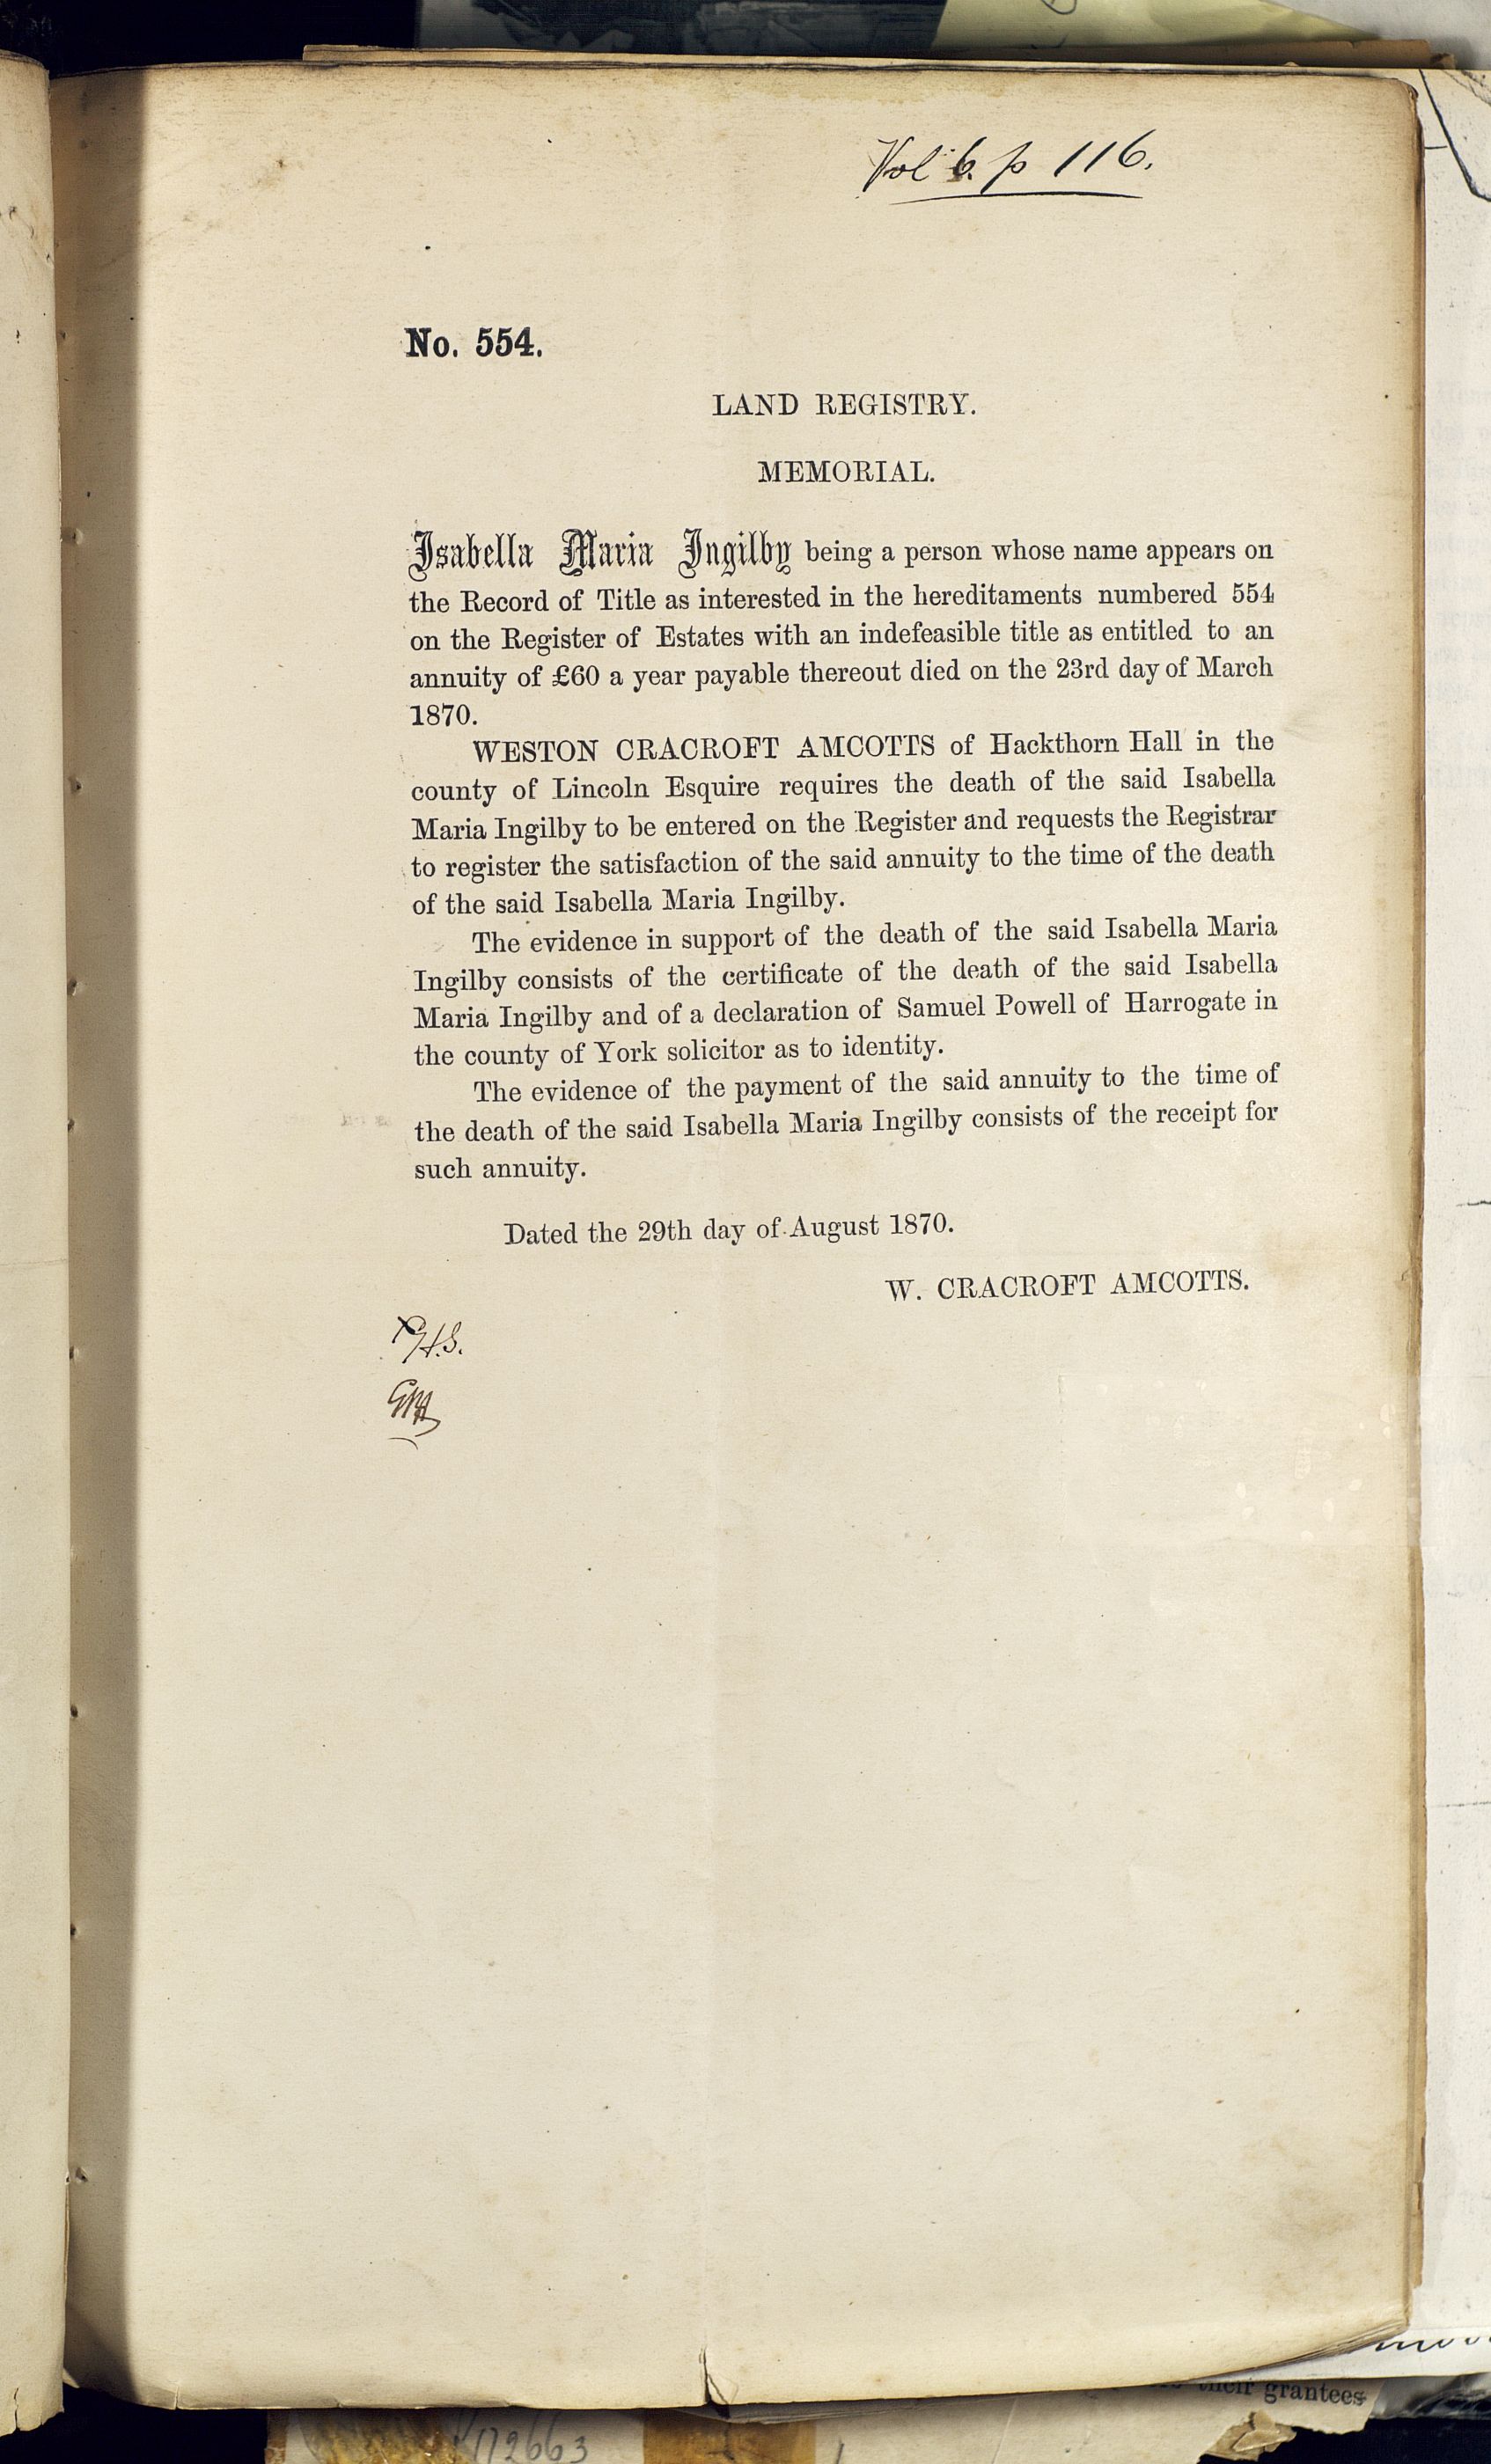 Vol 6. p 116.
No. 554.
LAND REGISTRY.
MEMORIAL.
Isabella Maria Ingilby being a person whose name appears on
the Record of Title as interested in the hereditaments numbered 554
on the Register of Estates with an indefeasible title as entitled to an
annuity of £60 a year payable thereout died on the 23rd day of March
1870.
WESTON CRACROFT AMCOTTS of Hackthorn Hall in the
county of Lincoln Esquire requires the death of the said Isabella
Maria Ingilby to be entered on the Register and requests the Registrar
to register the satisfaction of the said annuity to the time of the death
of the said Isabella Maria Ingilby.
The evidence in support of the death of the said Isabella Maria
Ingilby consists of the certificate of the death of the said Isabella
Maria Ingilby and of a declaration of Samuel Powell of Harrogate in
the county of York solicitor as to identity.
The evidence of the payment of the said annuity to the time of
the death of the said Isabella Maria Ingilby consists of the receipt for
such annuity.
Dated the 29th day of August 1870.
W. CRACROFT AMCOTTS.
their grantees
172663